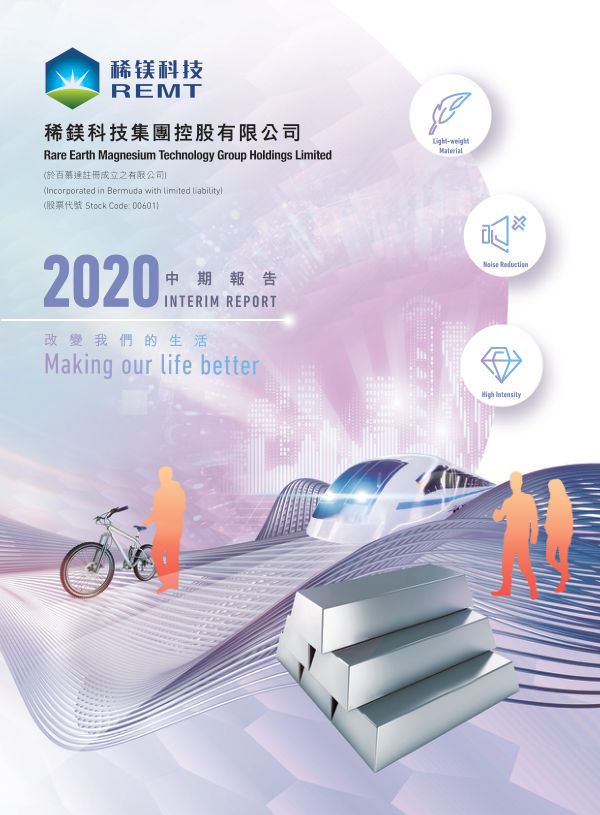 稀镁科技
REMT
稀鎂科技集團控股有限公司
Rare Earth Magnesium Technology Group Holdings Limited
(於百慕達註冊成立之有限公司)
(Incorporated in Bermuda with limited liability)
(股票代號 Stock Code: 00601)
2020 中期報告
INTERIM REPORT
改變我們的生活
Making our life better
Light-weight
Material
Noise Reduction
High Intensity